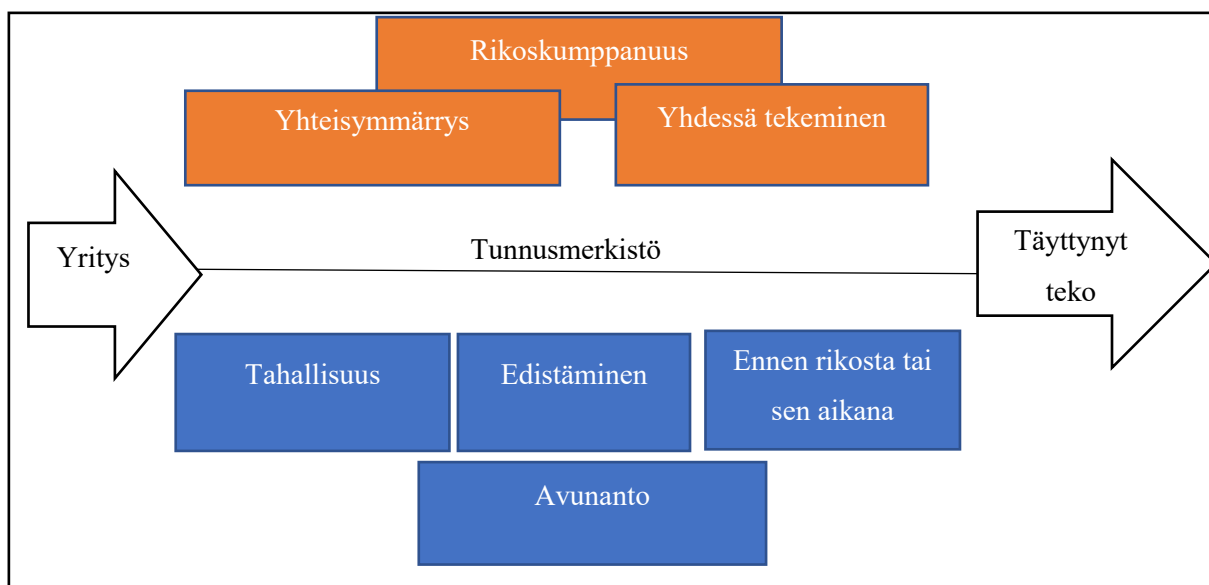 Rikoskumppanuus
Yhteisymmärrys
Yhdessä tekeminen
Yritys
Tunnusmerkistö
Täyttynyt
teko
Tahallisuus
Edistäminen
Ennen rikosta tai
sen aikana
Avunanto